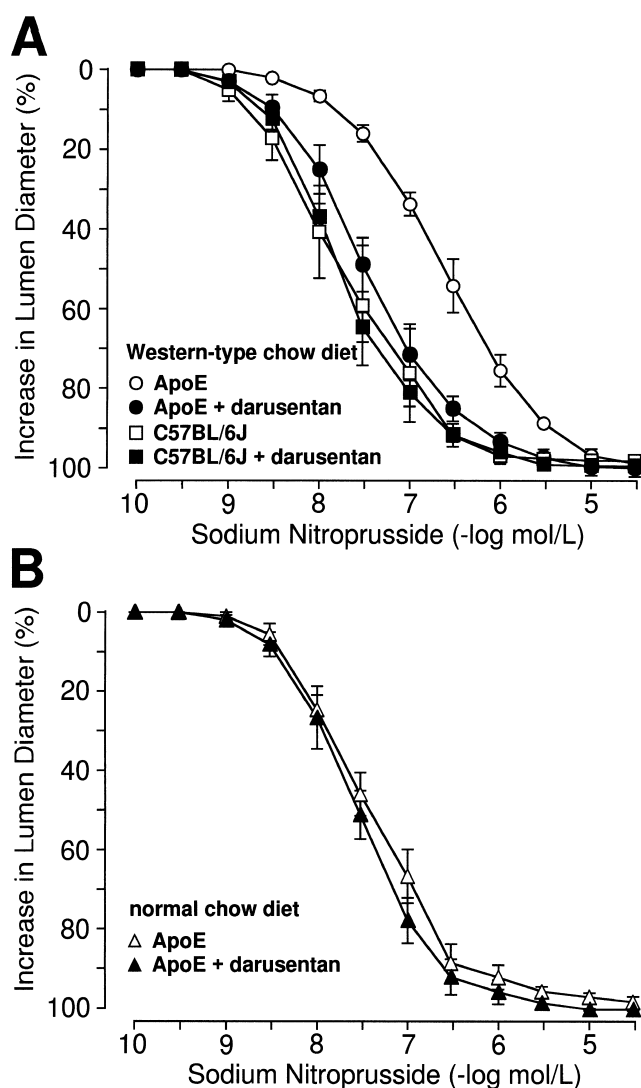 A
Increase in Lumen Diameter (%)
0
20
40
60
80
100
Western-type chow diet
ApoE
ApoE + darusentan
C57BL/6J
C57BL/6J + darusentan
10 9 8 7 6 5
Sodium Nitroprusside (-log mol/L)
B
Increase in Lumen Diameter (%)
0
20
40
60
80
100
normal chow diet
ApoE
ApoE + darusentan
10 9 8 7 6 5
Sodium Nitroprusside (-log mol/L)